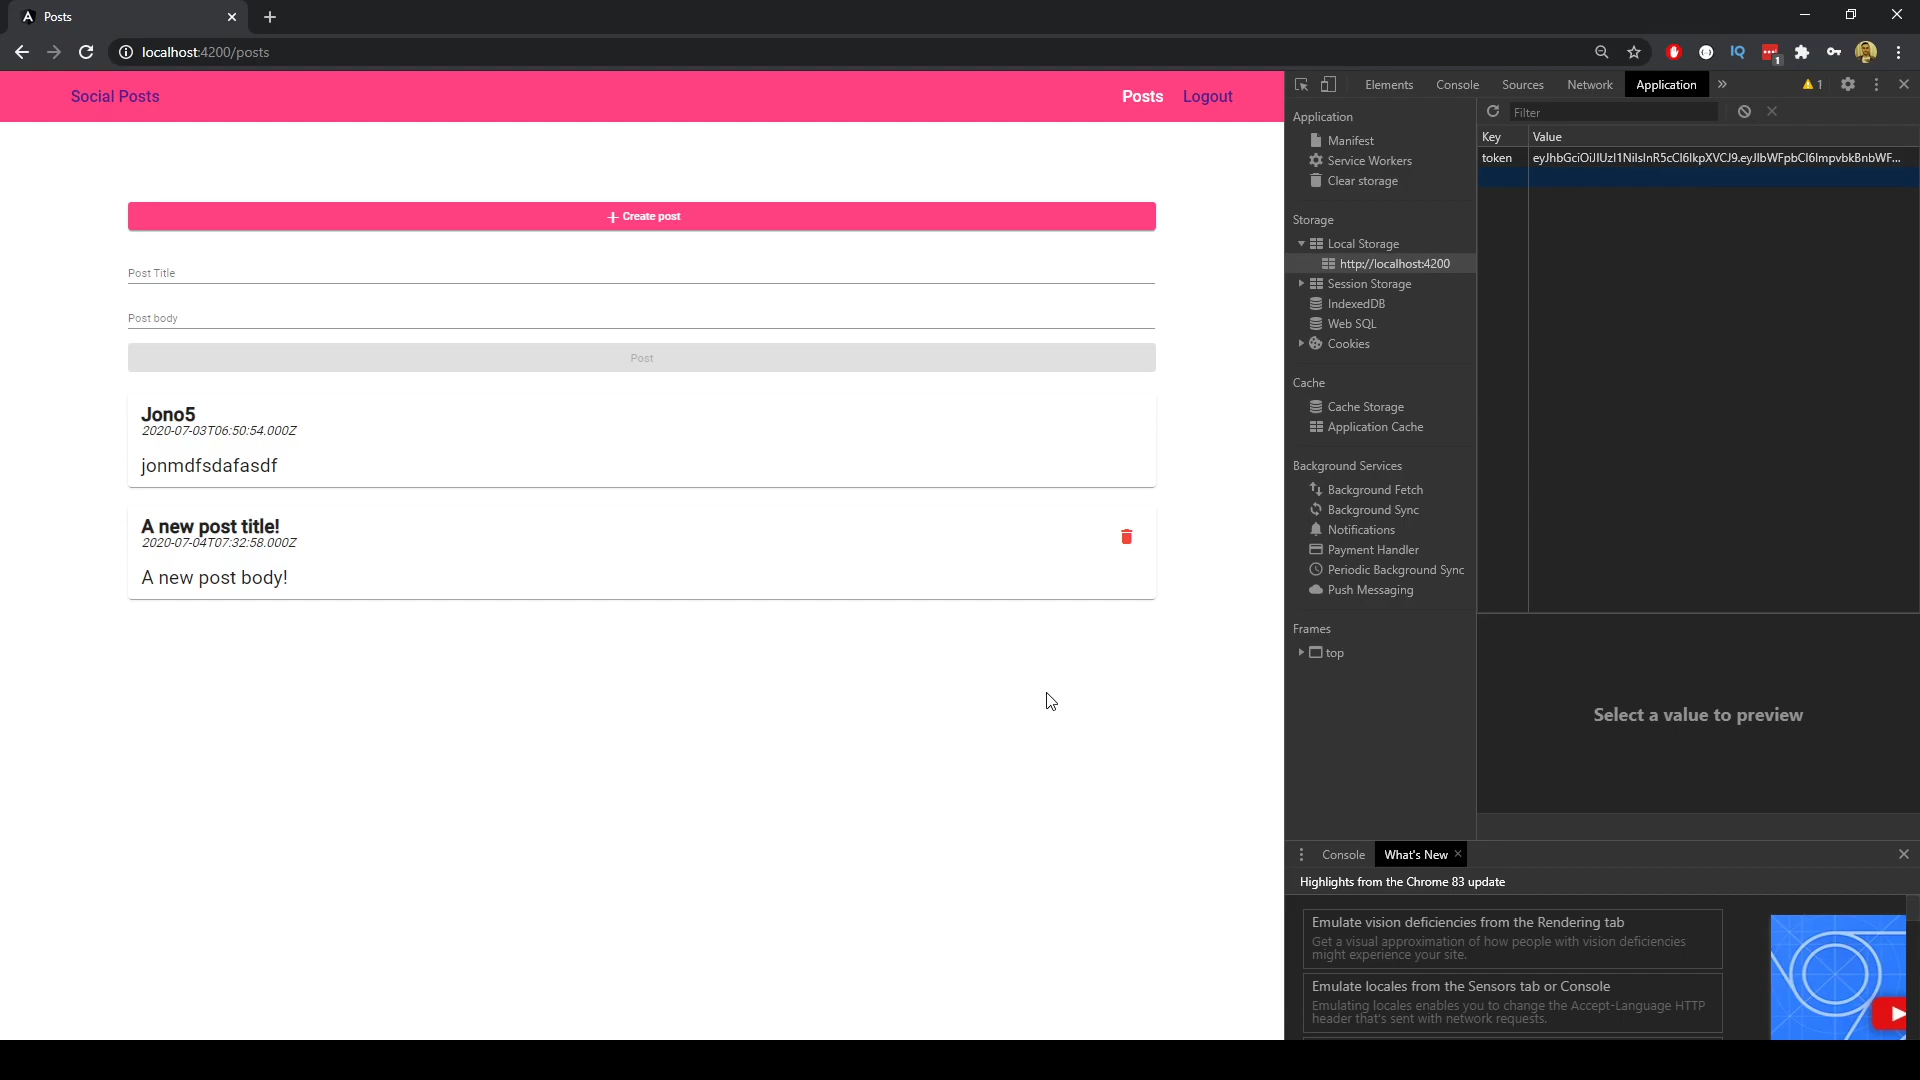 Posts
localhost:4200/posts
1
Social Posts
Posts
Logout
Create post
Post Title
Post body
Post
Jono5
2020-07-03T06:50:54.000Z
jonmdfsdafasdf
A new post title!
2020-07-04T07:32:58.000Z
A new post body!
Elements
Console
Sources
Network
Application
1
Application
Manifest
Service Workers
Clear storage
Storage
Local Storage
http://localhost:4200
Session Storage
IndexedDB
Web SQL
Cookies
Cache
Cache Storage
Application Cache
Background Services
Background Fetch
Background Sync
Notifications
Payment Handler
Periodic Background Sync
Push Messaging
Frames
top
Filter
Key Value
token
Select a value to preview
Console
What's New
Highlights from the Chrome 83 update
Emulate vision deficiencies from the Rendering tab
Get a visual approximation of how people with vision deficiencies
might experience your site.
Emulate locales from the Sensors tab or Console
Emulating locales enables you to change the Accept-Language HTTP
header that's sent with network requests.